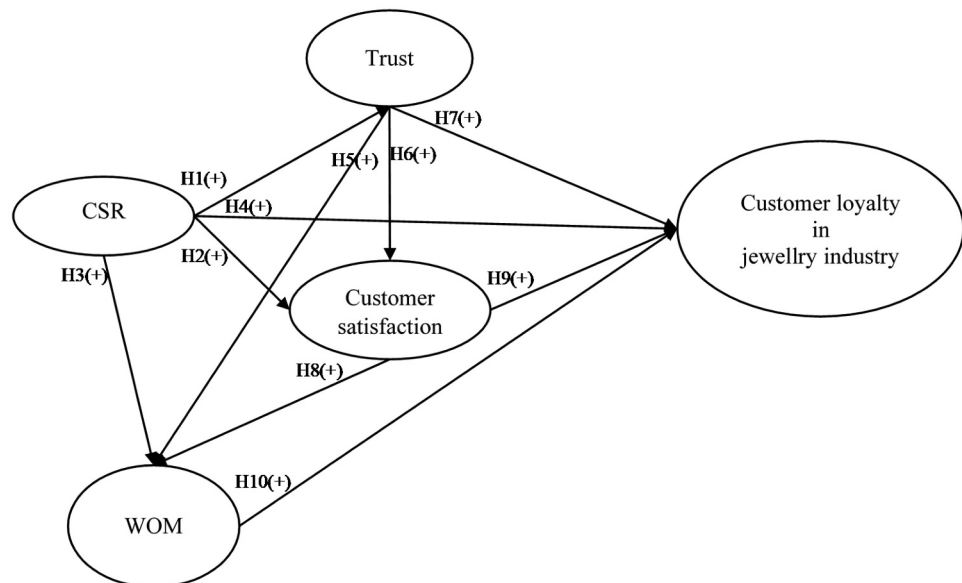 Trust
H7(+)
H5(+)
H6(+)
H1(+)
CSR
H4(+)
Customer loyalty
in
jewellry industry
H2(+)
H3(+)
H9(+)
Customer
satisfaction
H8(+)
H10(+)
WOM